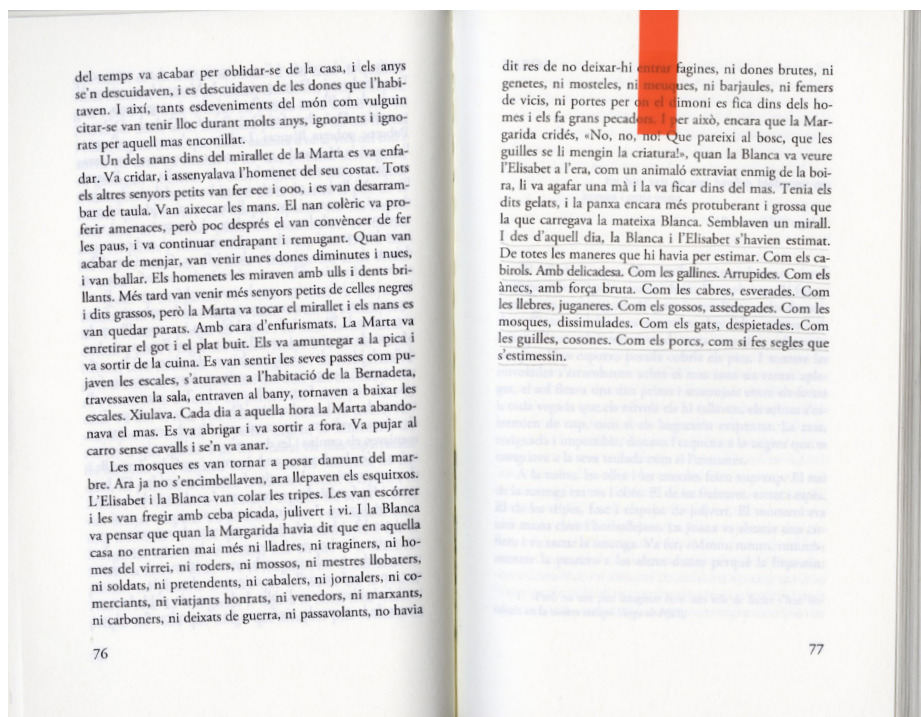 del temps va acabar per oblidar-se de la casa, i els anys
se'n descuidaven, i es descuidaven de les dones que l'habi-
taven. I així, tants esdeveniments del món com vulguin
citar-se van tenir lloc durant molts anys, ignorants i igno-
rats per aquell mas enconillat.
Un dels nans dins del mirallet de la Marta es va enfa-
dar. Va cridar, i assenyalava l'homenet del seu costat. Tots
els altres senyors petits van fer eee i ooo, i es van desarram-
bar de taula. Van aixecar les mans. El nan colèric va pro-
ferir amenaces, però poc després el van convèncer de fer
les paus, i va continuar endrapant i remugant. Quan van
acabar de menjar, van venir unes dones diminutes i nues,
i van ballar. Els homenets les miraven amb ulls i dents bri-
llants. Més tard van venir més senyors petits de celles negres
i dits grassos, però la Marta va tocar el mirallet i els nans es
van quedar parats. Amb cara d'enfurismats. La Marta va
enretirar el got i el plat buit. Els va amuntegar a la pica i
va sortir de la cuina. Es van sentir les seves passes com pu-
javen les escales, s'aturaven a l'habitació de la Bernadeta,
travessaven la sala, entraven al bany, tornaven a baixar les
escales. Xiulava. Cada dia a aquella hora la Marta abando-
nava el mas. Es va abrigar i va sortir a fora. Va pujar al
carro sense cavalls i se'n va anar.
Les mosques es van tornar a posar damunt del mar-
bre. Ara ja no s'encimbellaven, ara llepaven els esquitxos.
L'Elisabet i la Blanca van colar les tripes. Les van escórrer
i les van fregir amb ceba picada, julivert i vi. I la Blanca
va pensar que quan la Margarida havia dit que en aquella
casa no entrarien mai més ni lladres, ni traginers, ni ho-
mes del virrei, ni roders, ni mossos, ni mestres llobaters,
ni soldats, ni pretendents, ni cabalers, ni jornalers, ni co-
merciants, ni viatjants honrats, ni venedors, ni marxants,
ni carboners, ni deixats de guerra, ni passavolants, no havia
76
dit res de no deixar-hi entrar fagines, ni dones brutes, ni
genetes, ni mosteles, ni meuques, ni barjaules, ni femers
de vicis, ni portes per on el dimoni es fica dins dels ho-
mes i els fa grans pecadors. I per això, encara que la Mar-
garida cridés, «No, no, no! Que pareixi al bosc, que les
guilles se li mengin la criatura!», quan la Blanca va veure
l'Elisabet a l'era, com un animaló extraviat enmig de la boi-
ra, li va agafar una mà i la va ficar dins del mas. Tenia els
dits gelats, i la panxa encara més protuberant i grossa que
la que carregava la mateixa Blanca. Semblaven un mirall.
I des d'aquell dia, la Blanca i l'Elisabet s'havien estimat.
De totes les maneres que hi havia per estimar. Com els ca-
birols. Amb delicadesa. Com les gallines. Arrupides. Com els
ànecs, amb força bruta. Com les cabres, esverades. Com
les llebres, juganeres. Com els gossos, assedegades. Com les
mosques, dissimulades. Com els gats, despietades. Com
les guilles, cosones. Com els porcs, com si fes segles que
s'estimessin.
77